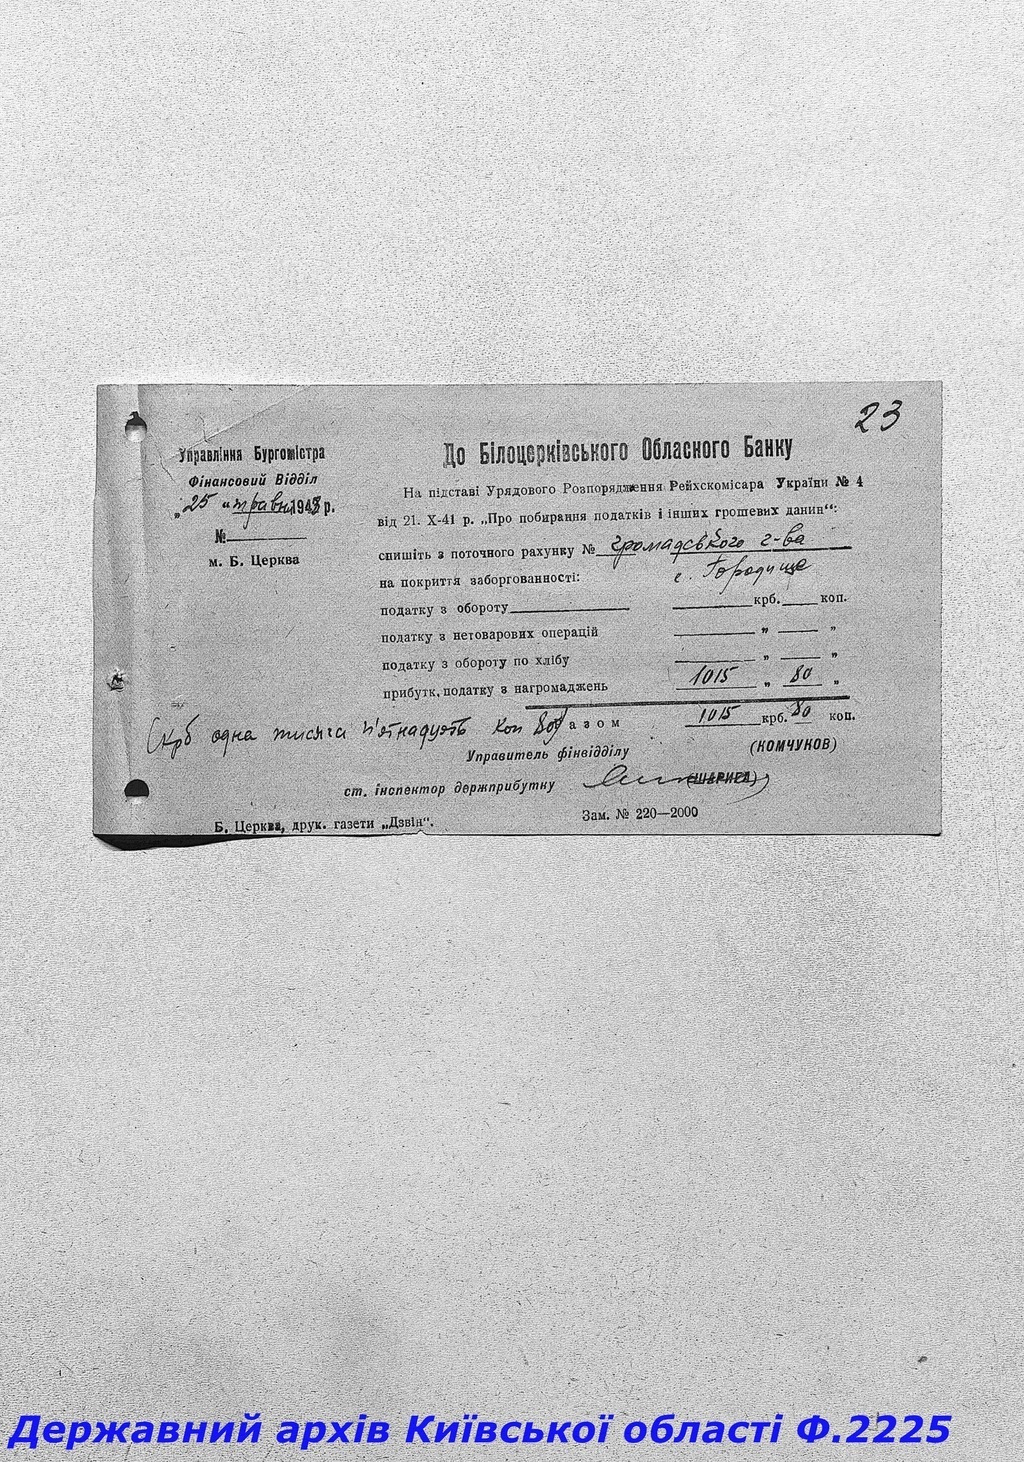 23
Управління Бургомістра
Фінансовий Відділ
„25 “ травня 1943 р.
№
м. Б. Церква
До Білоцерківського Обласного Банку
На підставі Урядового Розпорядження Рейхскомісара України № 4
від 21. X-41 р. „Про побирання податків і інших грошевих данин“:
спишіть з поточного рахунку № громадського г-ва
на покриття заборгованності: с. Городище
податку з обороту крб. коп.
податку з нетоварових операцій „ „
податку з обороту по хлібу „ „
прибутк. податку з нагромаджень 1015 „ 80 „
Разом 1015 крб. 80 коп.
(Крб одна тисяча п'ятнадцять коп 80)
Управитель фінвідділу (КОМЧУКОВ)
ст. інспектор держприбутку
Б. Церква, друк. газети „Дзвін“. Зам. № 220—2000
Державний архів Київської області Ф.2225